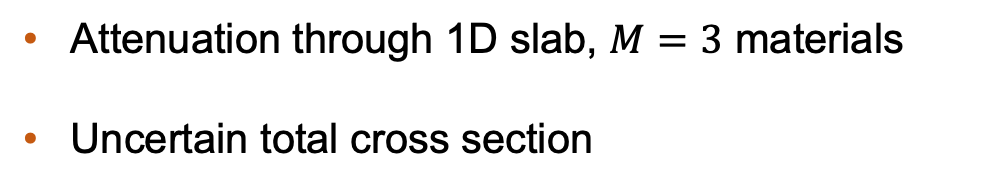 • Attenuation through 1D slab, M = 3 materials
• Uncertain total cross section